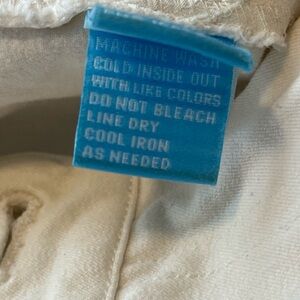 MACHINE WASH
COLD INSIDE OUT
WITH LIKE COLORS
DO NOT BLEACH
LINE DRY
COOL IRON
AS NEEDED